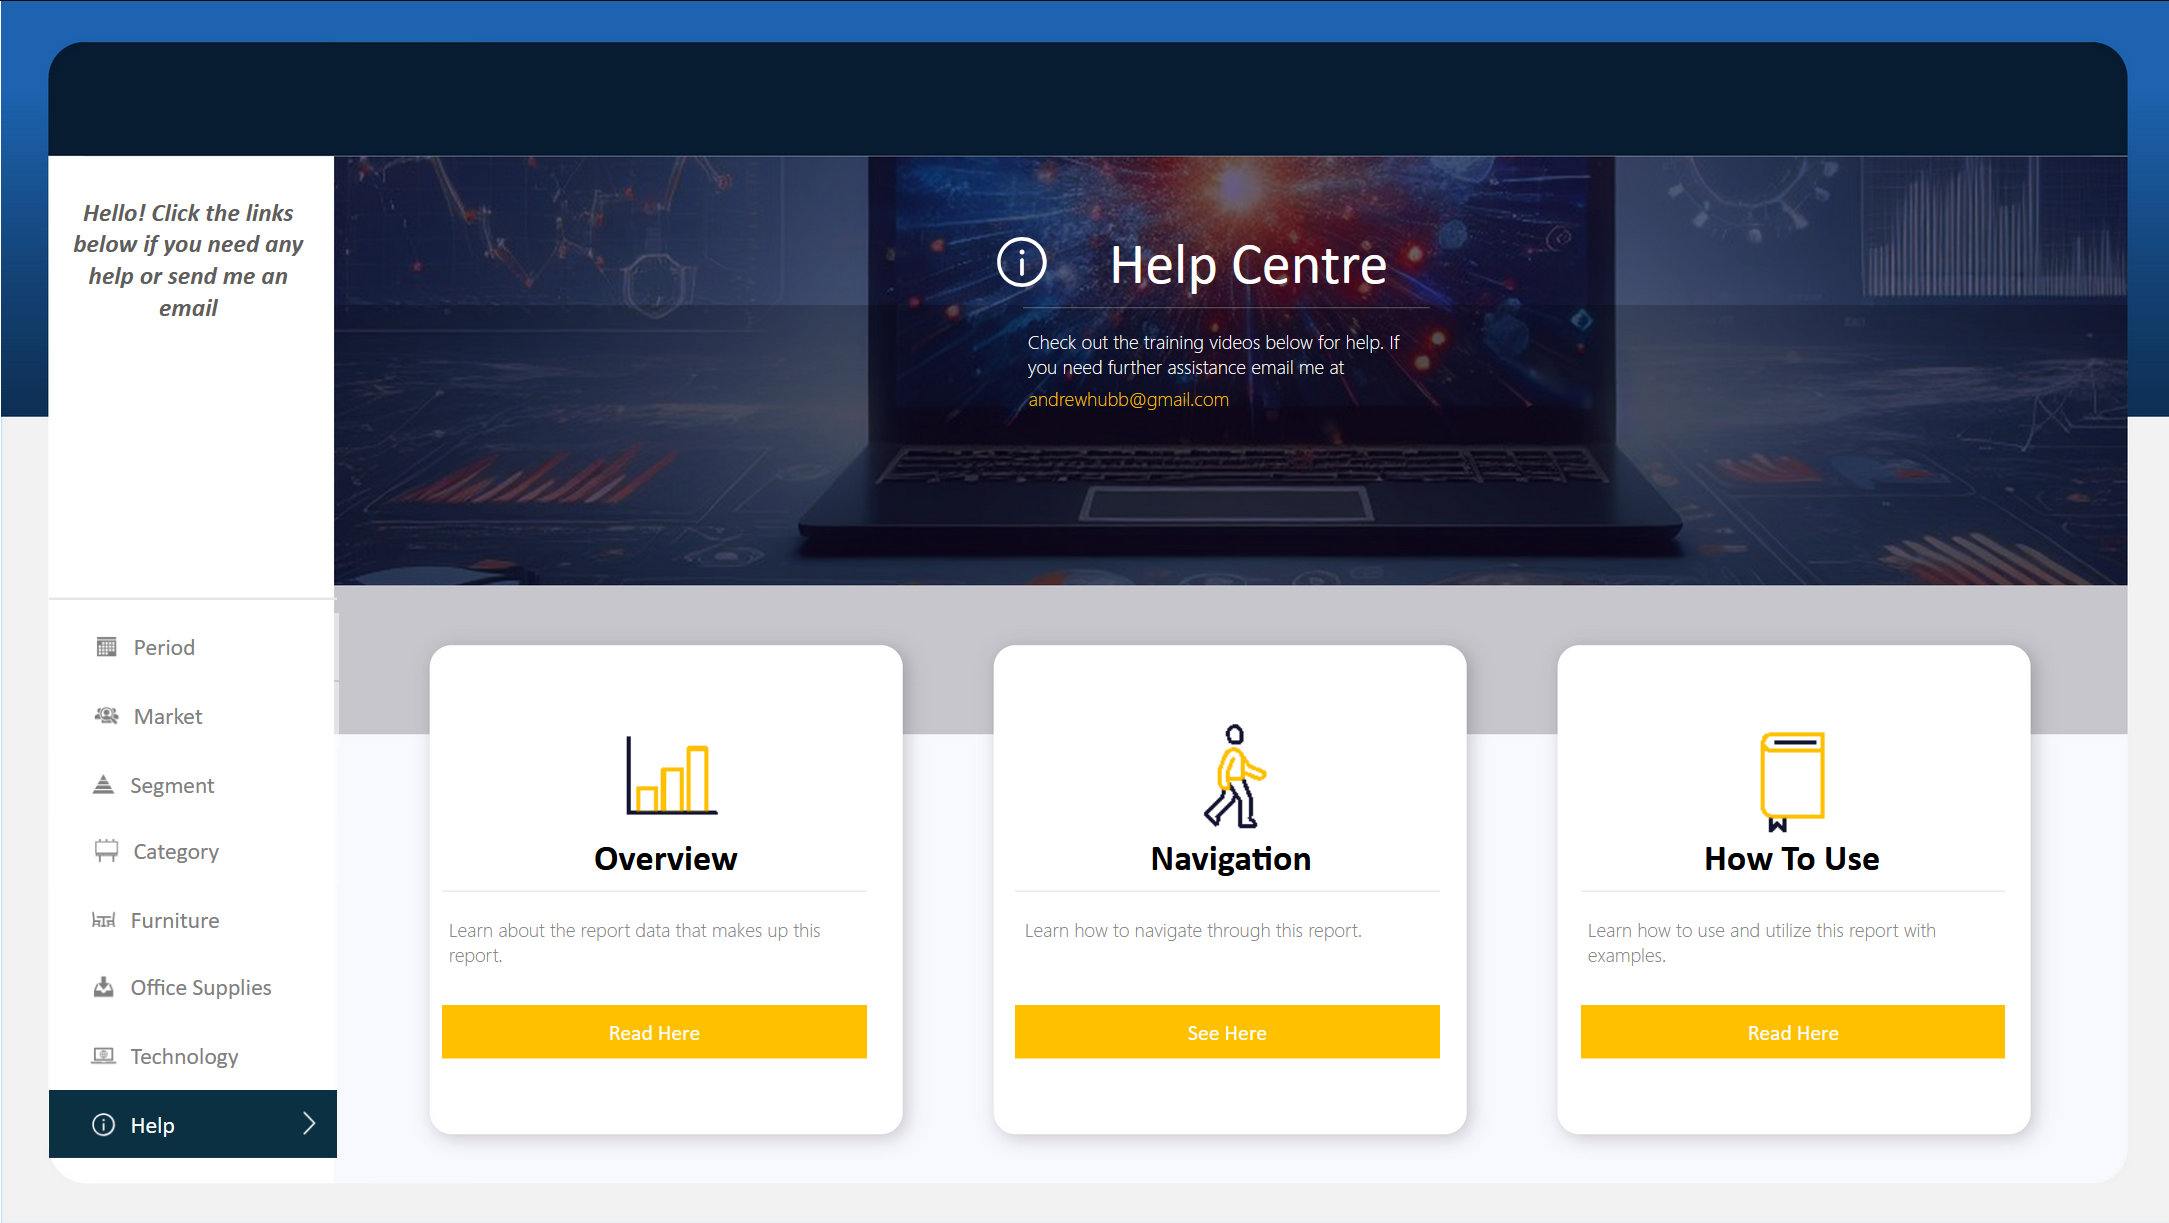 Hello! Click the links
below if you need any
help or send me an
email
Help Centre
Check out the training videos below for help. If
you need further assistance email me at
andrewhubb@gmail.com
Period
Market
Segment
Category
Furniture
Office Supplies
Technology
Help
Overview
Learn about the report data that makes up this
report.
Read Here
Navigation
Learn how to navigate through this report.
See Here
How To Use
Learn how to use and utilize this report with
examples.
Read Here